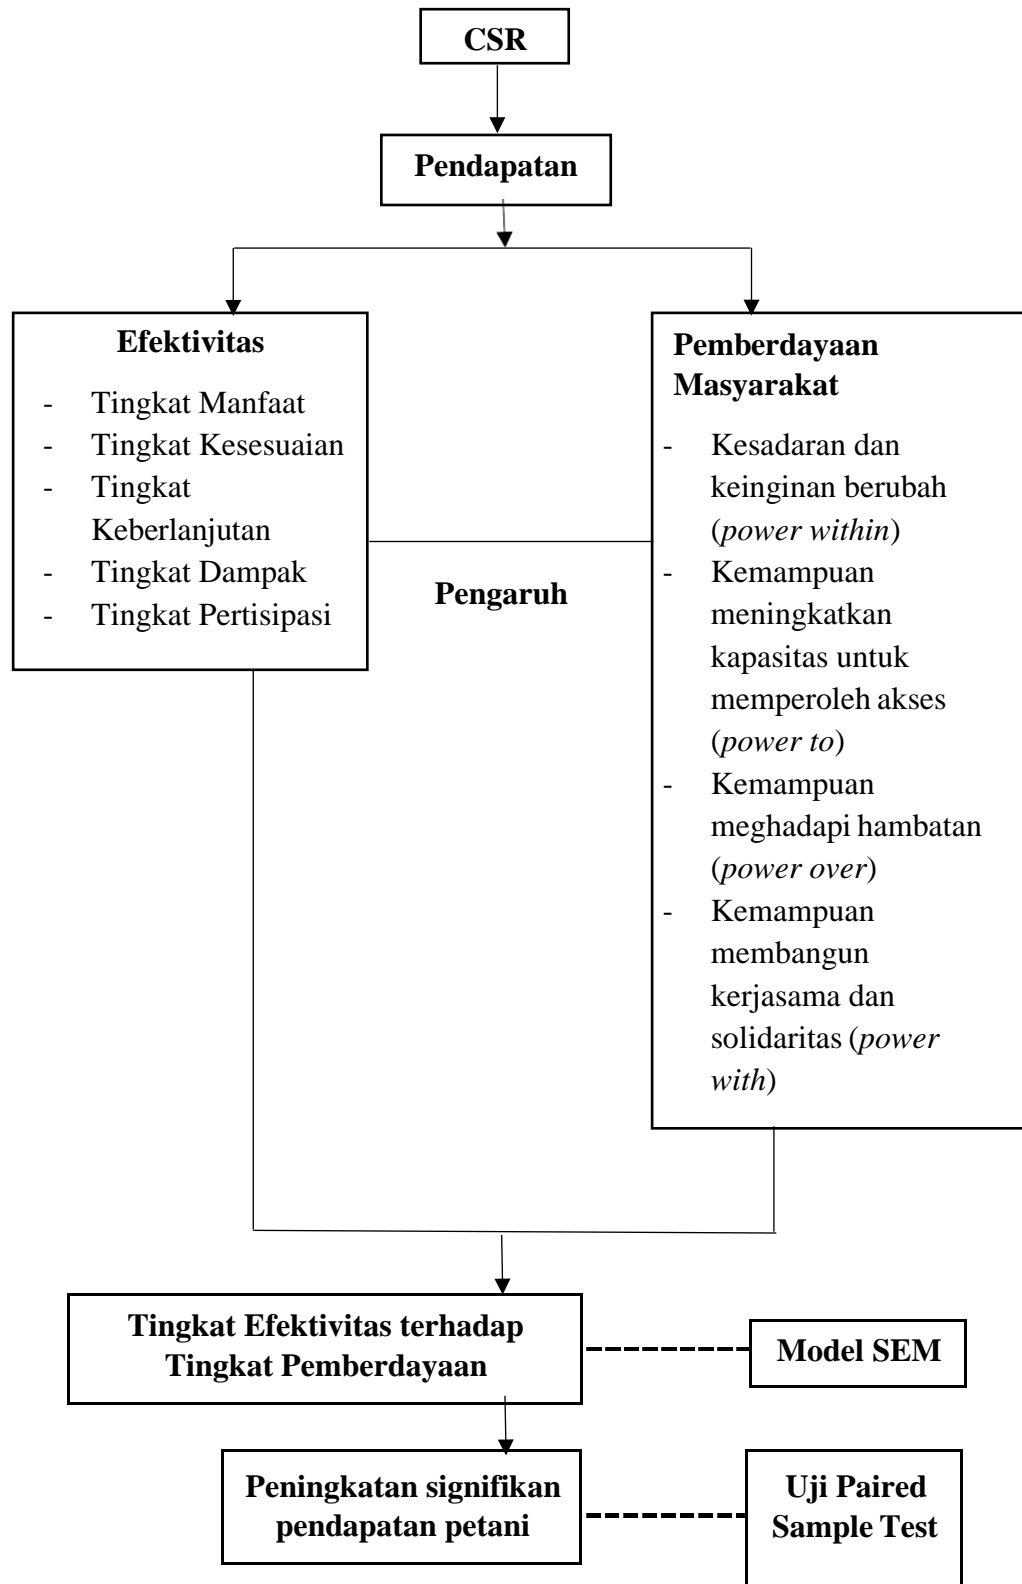 CSR
Pendapatan
Efektivitas
- Tingkat Manfaat
- Tingkat Kesesuaian
- Tingkat
Keberlanjutan
- Tingkat Dampak
- Tingkat Pertisipasi
Pengaruh
Pemberdayaan
Masyarakat
- Kesadaran dan
keinginan berubah
(power within)
- Kemampuan
meningkatkan
kapasitas untuk
memperoleh akses
(power to)
- Kemampuan
meghadapi hambatan
(power over)
- Kemampuan
membangun
kerjasama dan
solidaritas (power
with)
Tingkat Efektivitas terhadap
Tingkat Pemberdayaan
Model SEM
Peningkatan signifikan
pendapatan petani
Uji Paired
Sample Test